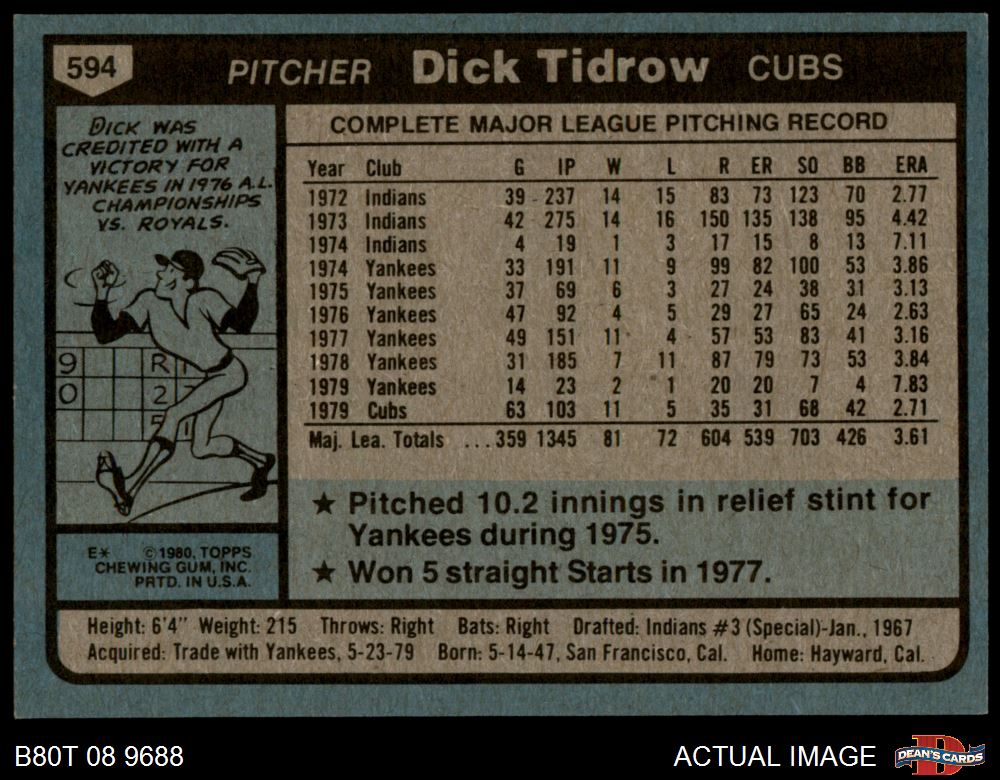 594 PITCHER Dick Tidrow CUBS
DICK WAS
CREDITED WITH A
VICTORY FOR
YANKEES IN 1976 A.L.
CHAMPIONSHIPS
VS. ROYALS.
9 R
0 2
5
E* © 1980, TOPPS
CHEWING GUM, INC.
PRTD. IN U.S.A.
COMPLETE MAJOR LEAGUE PITCHING RECORD
Year Club G IP W L R ER SO BB ERA
1972 Indians 39 237 14 15 83 73 123 70 2.77
1973 Indians 42 275 14 16 150 135 138 95 4.42
1974 Indians 4 19 1 3 17 15 8 13 7.11
1974 Yankees 33 191 11 9 99 82 100 53 3.86
1975 Yankees 37 69 6 3 27 24 38 31 3.13
1976 Yankees 47 92 4 5 29 27 65 24 2.63
1977 Yankees 49 151 11 4 57 53 83 41 3.16
1978 Yankees 31 185 7 11 87 79 73 53 3.84
1979 Yankees 14 23 2 1 20 20 7 4 7.83
1979 Cubs 63 103 11 5 35 31 68 42 2.71
Maj. Lea. Totals ...359 1345 81 72 604 539 703 426 3.61
★ Pitched 10.2 innings in relief stint for
Yankees during 1975.
★ Won 5 straight Starts in 1977.
Height: 6'4" Weight: 215 Throws: Right Bats: Right Drafted: Indians #3 (Special)-Jan., 1967
Acquired: Trade with Yankees, 5-23-79 Born: 5-14-47, San Francisco, Cal. Home: Hayward, Cal.
B80T 08 9688 ACTUAL IMAGE D DEAN'S CARDS